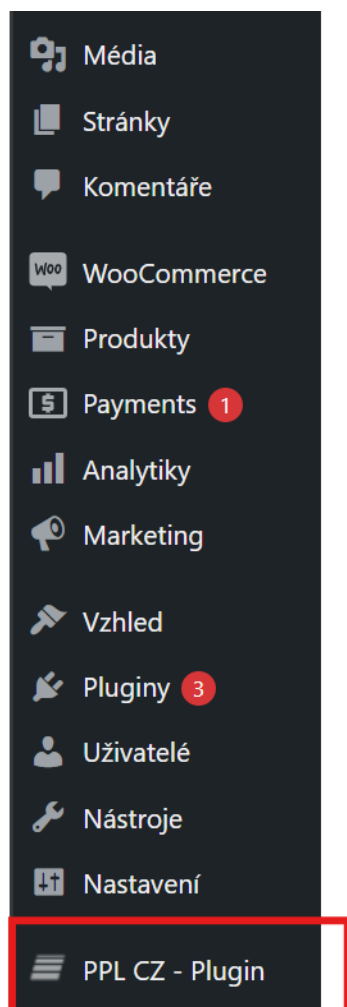 Média
Stránky
Komentáře
Woo WooCommerce
Produkty
$ Payments 1
Analytiky
Marketing
Vzhled
Pluginy 3
Uživatelé
Nástroje
Nastavení
PPL CZ - Plugin